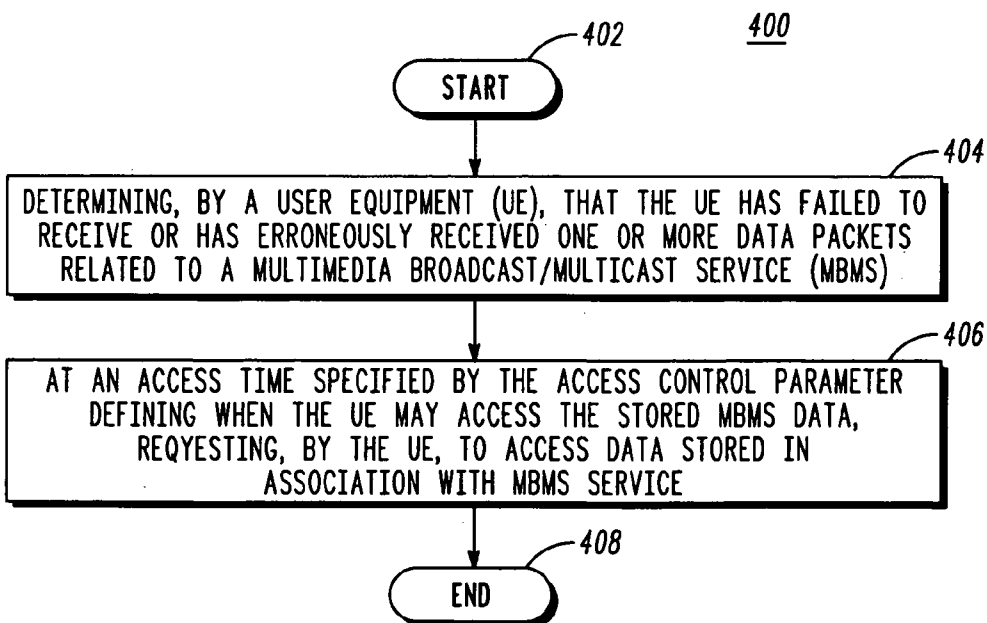 400
402
START
404
DETERMINING, BY A USER EQUIPMENT (UE), THAT THE UE HAS FAILED TO
RECEIVE OR HAS ERRONEOUSLY RECEIVED ONE OR MORE DATA PACKETS
RELATED TO A MULTIMEDIA BROADCAST/MULTICAST SERVICE (MBMS)
406
AT AN ACCESS TIME SPECIFIED BY THE ACCESS CONTROL PARAMETER
DEFINING WHEN THE UE MAY ACCESS THE STORED MBMS DATA,
REQYESTING, BY THE UE, TO ACCESS DATA STORED IN
ASSOCIATION WITH MBMS SERVICE
408
END